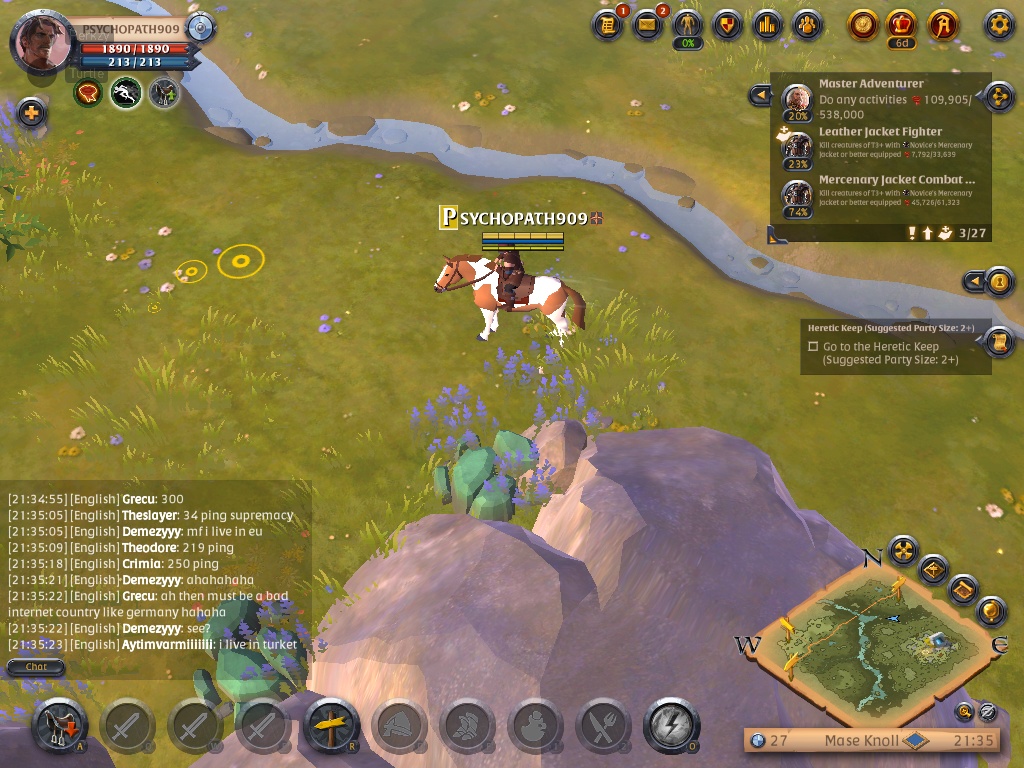 PSYCHOPATH909
1890 / 1890
213 / 213
Turtle
1
2
0%
6d
Master Adventurer
Do any activities 109,905/
538,000
20%
Leather Jacket Fighter
Kill creatures of T3+ with Novice's Mercenary
Jacket or better equipped 7,792/33,639
23%
Mercenary Jacket Combat ...
Kill creatures of T3+ with Novice's Mercenary
Jacket or better equipped 45,726/61,323
74%
3/27
PSYCHOPATH909
Heretic Keep (Suggested Party Size: 2+)
Go to the Heretic Keep
(Suggested Party Size: 2+)
[21:34:55] [English] Grecu: 300
[21:35:05] [English] Theslayer: 34 ping supremacy
[21:35:05] [English] Demezyyy: mf i live in eu
[21:35:09] [English] Theodore: 219 ping
[21:35:18] [English] Crimia: 250 ping
[21:35:21] [English] Demezyyy: ahahahaha
[21:35:22] [English] Grecu: ah then must be a bad
internet country like germany hahaha
[21:35:22] [English] Demezyyy: see?
[21:35:23] [English] Aytimvarmiiiiii: i live in turket
Chat
N
W
E
A
R
O
27 Mase Knoll 21:35